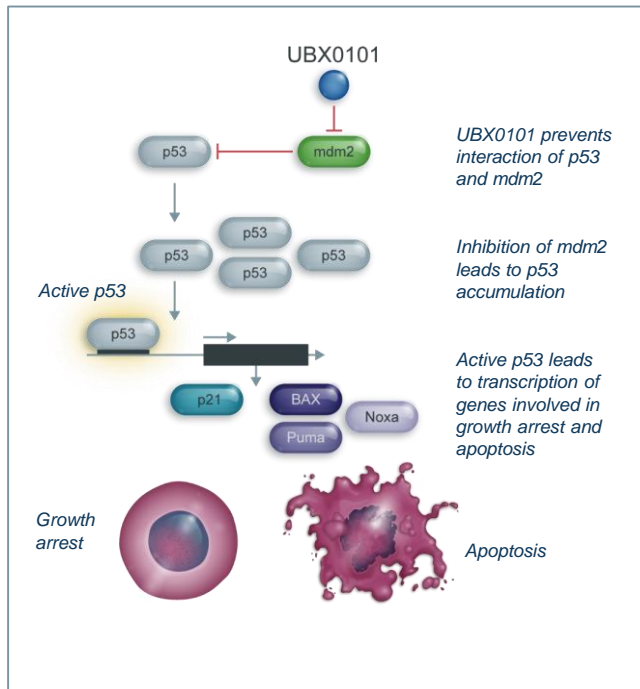 UBX0101
p53
mdm2
UBX0101 prevents
interaction of p53
and mdm2
p53
p53
p53
p53
Inhibition of mdm2
leads to p53
accumulation
Active p53
p53
Active p53 leads
to transcription of
genes involved in
growth arrest and
apoptosis
p21
BAX
Noxa
Puma
Growth
arrest
Apoptosis